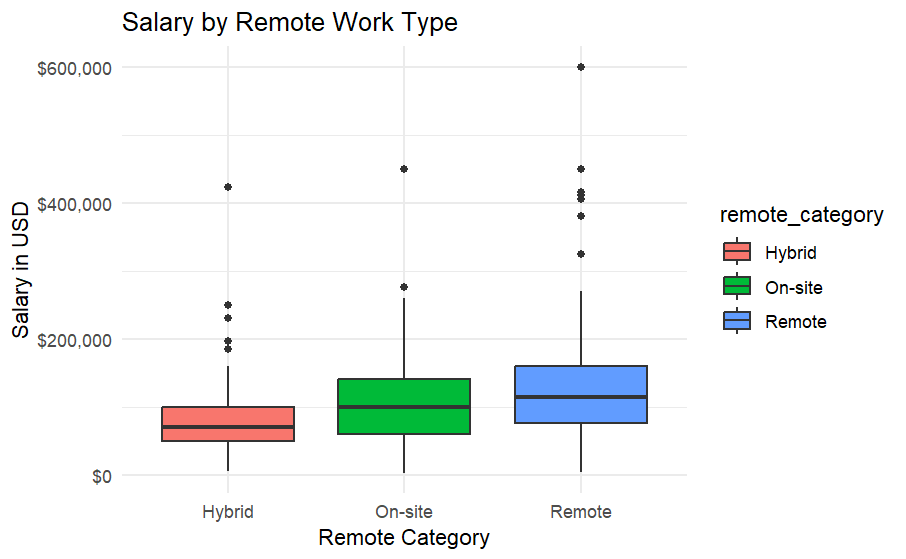 Salary by Remote Work Type
$600,000
$400,000
$200,000
$0
Salary in USD
Hybrid
On-site
Remote
Remote Category
remote_category
Hybrid
On-site
Remote